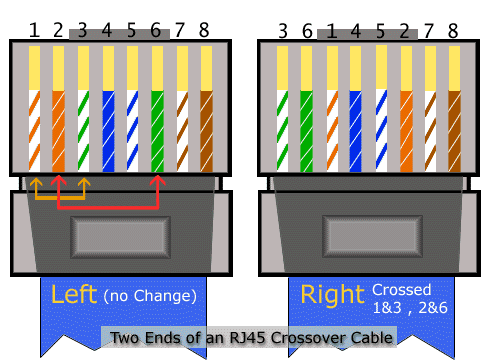 1 2 3 4 5 6 7 8
3 6 1 4 5 2 7 8
Left (no Change)
Right Crossed
1&3 , 2&6
Two Ends of an RJ45 Crossover Cable